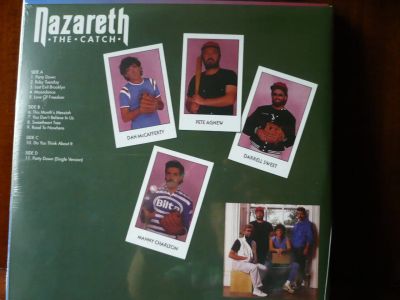 Nazareth
·THE·CATCH·
SIDE A
1. Party Down
2. Ruby Tuesday
3. Last Exit Brooklyn
4. Moondance
5. Love Of Freedom
SIDE B
6. This Month's Messiah
7. You Don't Believe In Us
8. Sweetheart Tree
9. Road To Nowhere
SIDE C
10. Do You Think About It
SIDE D
11. Party Down (Single Version)
DAN McCAFFERTY
PETE AGNEW
DARRELL SWEET
MANNY CHARLTON
Bilt